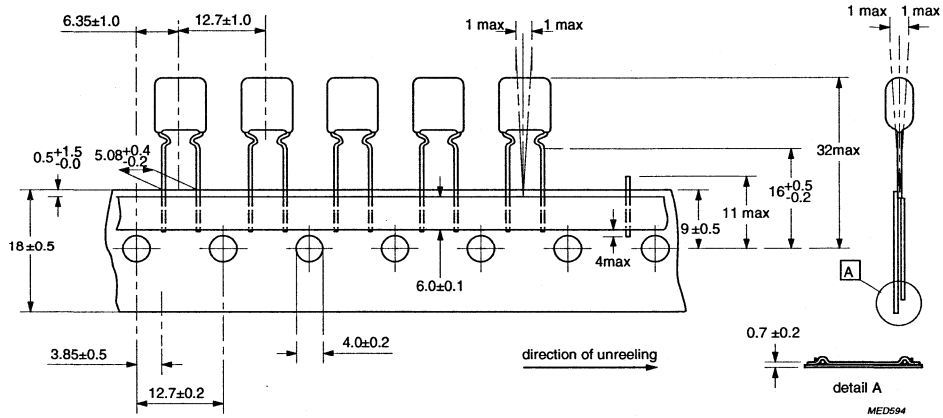 6.35±1.0
12.7±1.0
1 max
1 max
1 max
1 max
0.5+1.5
-0.0
5.08+0.4
-0.2
32max
16+0.5
-0.2
11 max
9 ±0.5
18±0.5
4max
6.0±0.1
A
3.85±0.5
4.0±0.2
direction of unreeling
0.7 ±0.2
12.7±0.2
detail A
MED594